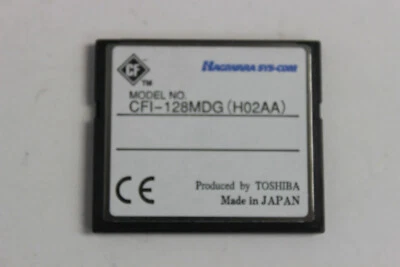 CF
TM
HAGIWARA SYS-COM
MODEL NO.
CFI-128MDG (H02AA)
CE
Produced by TOSHIBA
Made in JAPAN